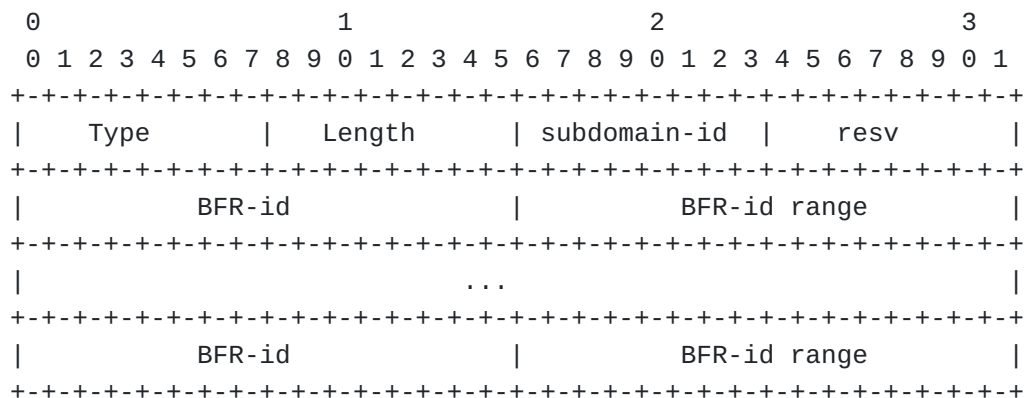 0                   1                   2                   3
 0 1 2 3 4 5 6 7 8 9 0 1 2 3 4 5 6 7 8 9 0 1 2 3 4 5 6 7 8 9 0 1
+-+-+-+-+-+-+-+-+-+-+-+-+-+-+-+-+-+-+-+-+-+-+-+-+-+-+-+-+-+-+-+-+
|    Type       |   Length      | subdomain-id  |    resv       |
+-+-+-+-+-+-+-+-+-+-+-+-+-+-+-+-+-+-+-+-+-+-+-+-+-+-+-+-+-+-+-+-+
|           BFR-id              |          BFR-id range         |
+-+-+-+-+-+-+-+-+-+-+-+-+-+-+-+-+-+-+-+-+-+-+-+-+-+-+-+-+-+-+-+-+
|                            ...                                |
+-+-+-+-+-+-+-+-+-+-+-+-+-+-+-+-+-+-+-+-+-+-+-+-+-+-+-+-+-+-+-+-+
|           BFR-id              |          BFR-id range         |
+-+-+-+-+-+-+-+-+-+-+-+-+-+-+-+-+-+-+-+-+-+-+-+-+-+-+-+-+-+-+-+-+